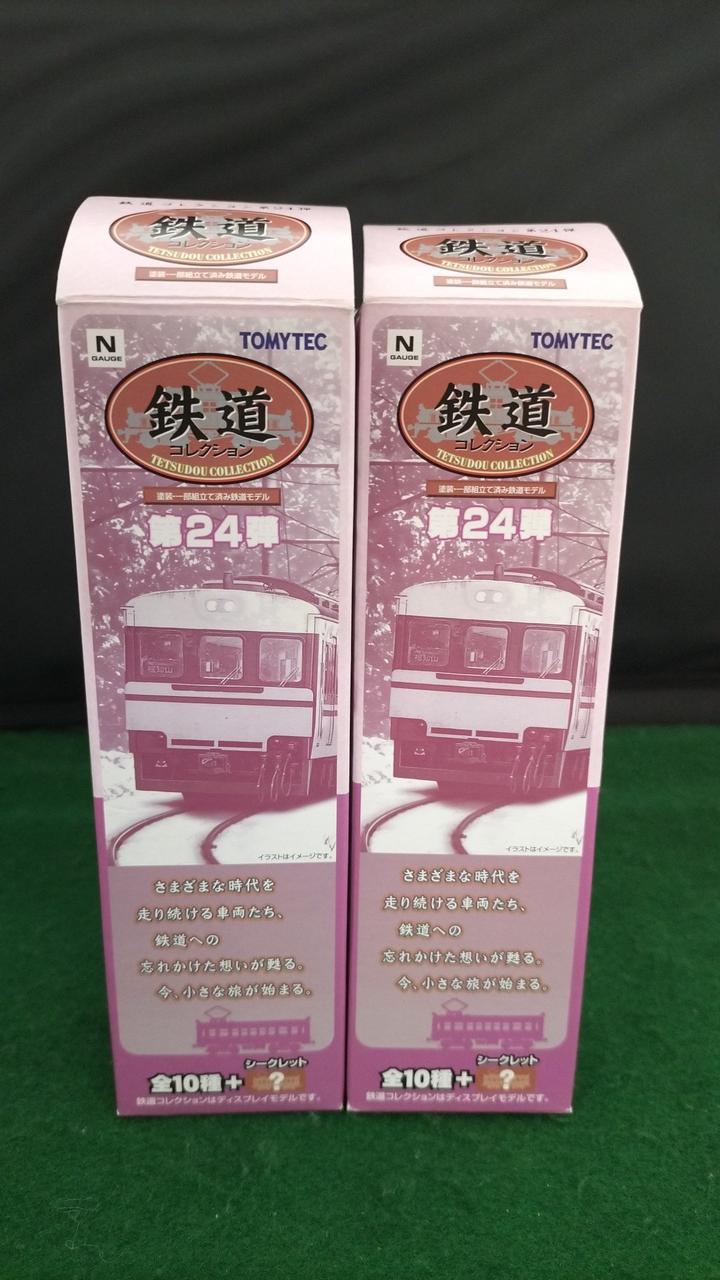 鉄道コレクション第24弾
鉄道
コレクション
TETSUDOU COLLECTION
塗装・一部組立て済み鉄道モデル
N
GAUGE
TOMYTEC
鉄道
コレクション
TETSUDOU COLLECTION
塗装・一部組立て済み鉄道モデル
第24弾
イラストはイメージです。
さまざまな時代を
走り続ける車両たち、
鉄道への
忘れかけた想いが甦る。
今、小さな旅が始まる。
シークレット
全10種+?
鉄道コレクションはディスプレイモデルです。
鉄道コレクション第24弾
鉄道
コレクション
TETSUDOU COLLECTION
塗装・一部組立て済み鉄道モデル
N
GAUGE
TOMYTEC
鉄道
コレクション
TETSUDOU COLLECTION
塗装・一部組立て済み鉄道モデル
第24弾
イラストはイメージです。
さまざまな時代を
走り続ける車両たち、
鉄道への
忘れかけた想いが甦る。
今、小さな旅が始まる。
シークレット
全10種+?
鉄道コレクションはディスプレイモデルです。